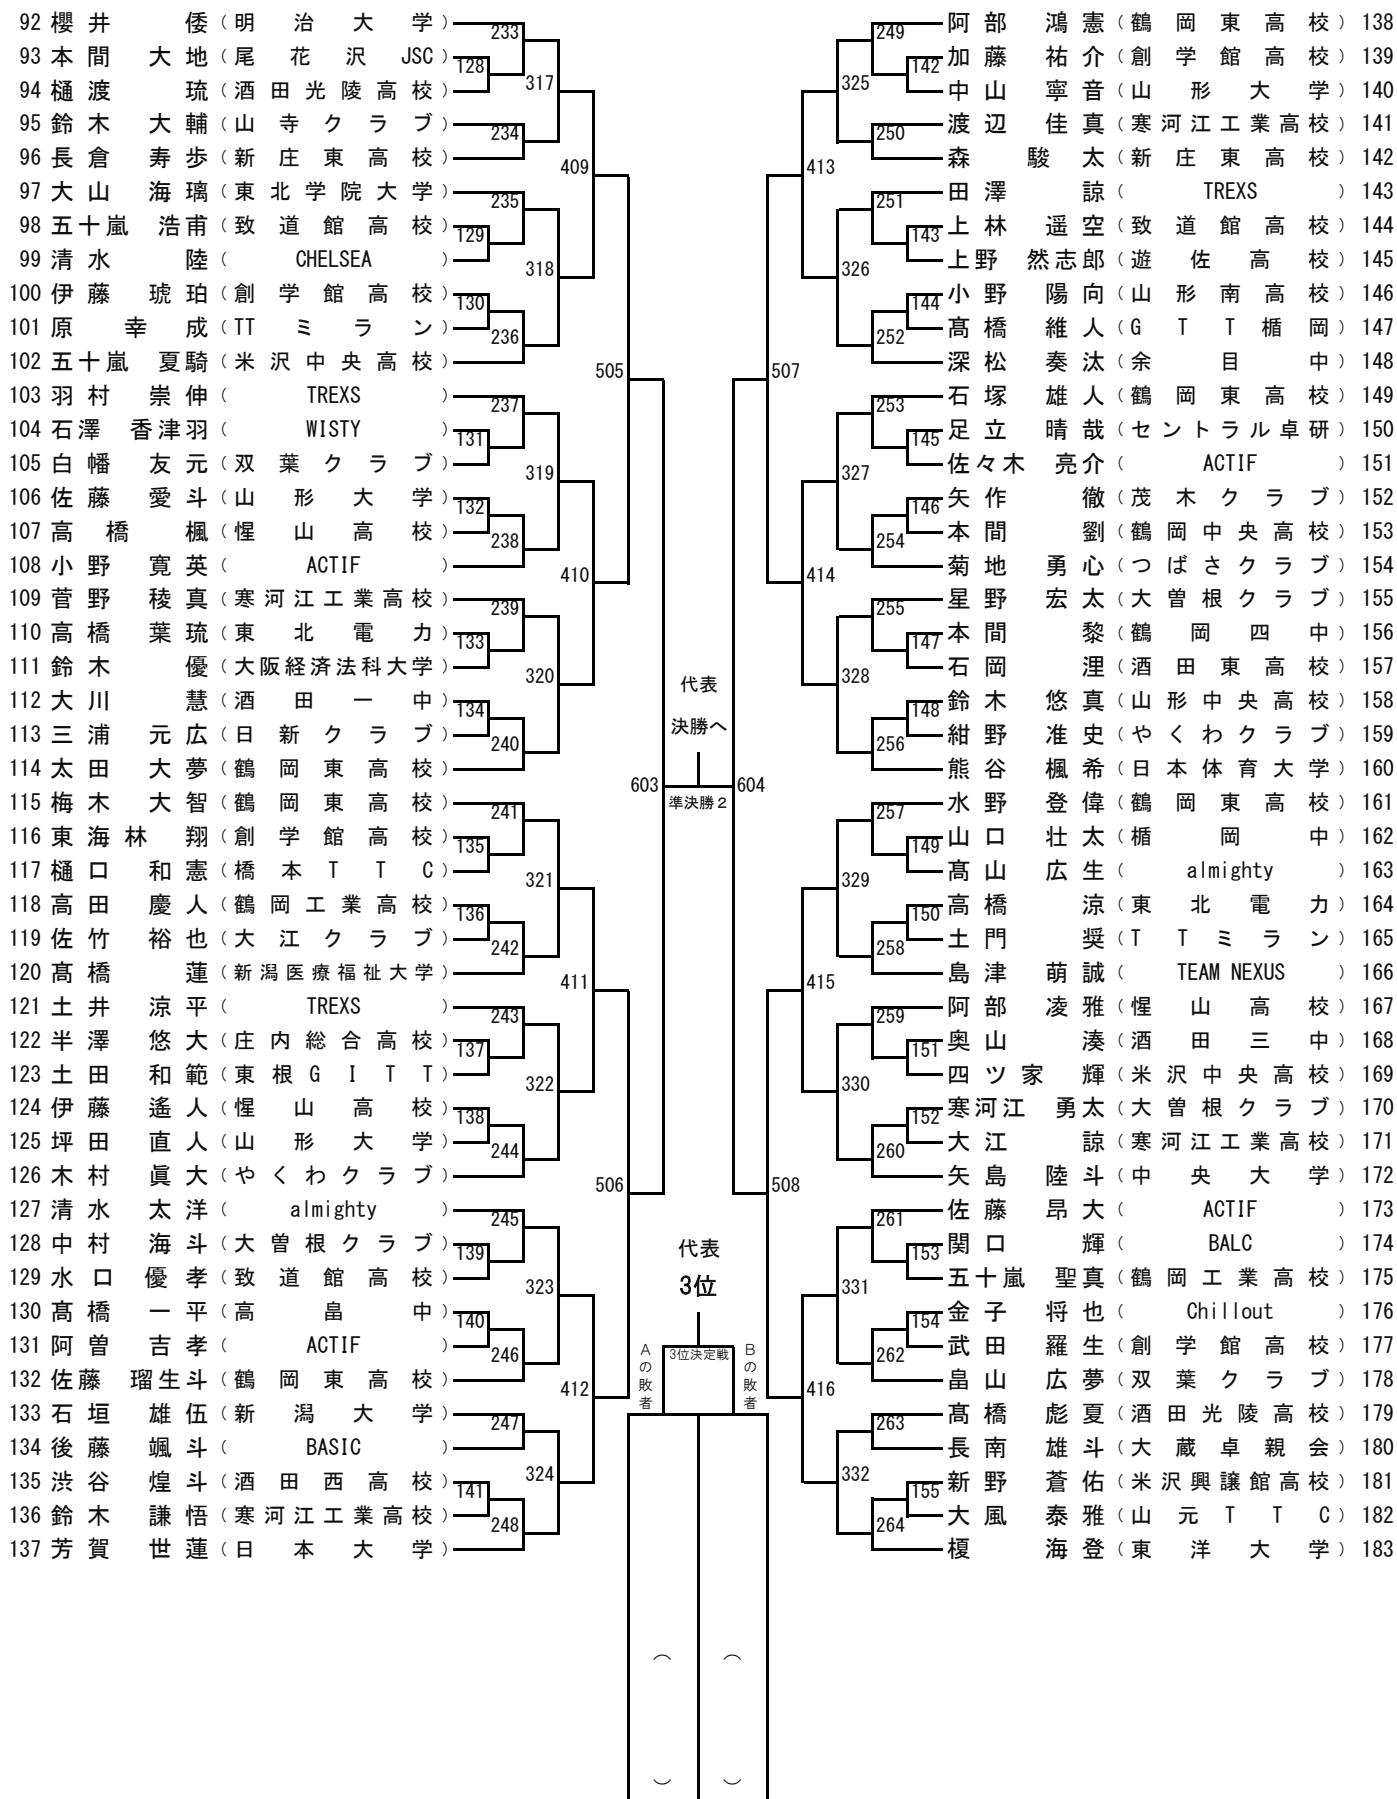 92 櫻井 倭 (明治大学)
93 本間 大地 (尾花沢 JSC)
94 樋渡 琉 (酒田光陵高校)
95 鈴木 大輔 (山寺クラブ)
96 長倉 寿歩 (新庄東高校)
97 大山 海璃 (東北学院大学)
98 五十嵐 浩甫 (致道館高校)
99 清水 陸 (CHELSEA)
100 伊藤 琥珀 (創学館高校)
101 原 幸成 (TTミラン)
102 五十嵐 夏騎 (米沢中央高校)
103 羽村 崇伸 (TREXS)
104 石澤 香津羽 (WISTY)
105 白幡 友元 (双葉クラブ)
106 佐藤 愛斗 (山形大学)
107 高橋 楓 (惺山高校)
108 小野 寛英 (ACTIF)
109 菅野 稜真 (寒河江工業高校)
110 高橋 葉琉 (東北電力)
111 鈴木 優 (大阪経済法科大学)
112 大川 慧 (酒田一中)
113 三浦 元広 (日新クラブ)
114 太田 大夢 (鶴岡東高校)
115 梅木 大智 (鶴岡東高校)
116 東海林 翔 (創学館高校)
117 樋口 和憲 (橋本TTC)
118 高田 慶人 (鶴岡工業高校)
119 佐竹 裕也 (大江クラブ)
120 髙橋 蓮 (新潟医療福祉大学)
121 土井 涼平 (TREXS)
122 半澤 悠大 (庄内総合高校)
123 土田 和範 (東根GITT)
124 伊藤 遙人 (惺山高校)
125 坪田 直人 (山形大学)
126 木村 眞大 (やくわクラブ)
127 清水 太洋 (almighty)
128 中村 海斗 (大曽根クラブ)
129 水口 優孝 (致道館高校)
130 髙橋 一平 (高畠中)
131 阿曽 吉孝 (ACTIF)
132 佐藤 瑠生斗 (鶴岡東高校)
133 石垣 雄伍 (新潟大学)
134 後藤 颯斗 (BASIC)
135 渋谷 煌斗 (酒田西高校)
136 鈴木 謙悟 (寒河江工業高校)
137 芳賀 世蓮 (日本大学)
233
128
317
234
409
235
129
318
130
236
505
237
131
319
132
238
410
239
133
320
134
240
603
241
135
321
136
242
411
243
137
322
138
244
506
245
139
323
140
246
412
247
324
141
248
代表
決勝へ
準決勝2
代表
3位
3位決定戦
Aの敗者
Bの敗者
( )
( )
249
142
325
250
413
251
143
326
144
252
507
253
145
327
146
254
414
255
147
328
148
256
604
257
149
329
150
258
415
259
151
330
152
260
508
261
153
331
154
262
416
263
332
155
264
阿部 鴻憲 (鶴岡東高校) 138
加藤 祐介 (創学館高校) 139
中山 寧音 (山形大学) 140
渡辺 佳真 (寒河江工業高校) 141
森 駿太 (新庄東高校) 142
田澤 諒 (TREXS) 143
上林 遥空 (致道館高校) 144
上野 然志郎 (遊佐高校) 145
小野 陽向 (山形南高校) 146
髙橋 維人 (GTT楯岡) 147
深松 奏汰 (余目中) 148
石塚 雄人 (鶴岡東高校) 149
足立 晴哉 (セントラル卓研) 150
佐々木 亮介 (ACTIF) 151
矢作 徹 (茂木クラブ) 152
本間 劉 (鶴岡中央高校) 153
菊地 勇心 (つばさクラブ) 154
星野 宏太 (大曽根クラブ) 155
本間 黎 (鶴岡四中) 156
石岡 浬 (酒田東高校) 157
鈴木 悠真 (山形中央高校) 158
紺野 准史 (やくわクラブ) 159
熊谷 楓希 (日本体育大学) 160
水野 登偉 (鶴岡東高校) 161
山口 壮太 (楯岡中) 162
髙山 広生 (almighty) 163
高橋 涼 (東北電力) 164
土門 奨 (TTミラン) 165
島津 萌誠 (TEAM NEXUS) 166
阿部 凌雅 (惺山高校) 167
奥山 湊 (酒田三中) 168
四ツ家 輝 (米沢中央高校) 169
寒河江 勇太 (大曽根クラブ) 170
大江 諒 (寒河江工業高校) 171
矢島 陸斗 (中央大学) 172
佐藤 昂大 (ACTIF) 173
関口 輝 (BALC) 174
五十嵐 聖真 (鶴岡工業高校) 175
金子 将也 (Chillout) 176
武田 羅生 (創学館高校) 177
畠山 広夢 (双葉クラブ) 178
髙橋 彪夏 (酒田光陵高校) 179
長南 雄斗 (大蔵卓親会) 180
新野 蒼佑 (米沢興譲館高校) 181
大風 泰雅 (山元TTC) 182
榎 海登 (東洋大学) 183